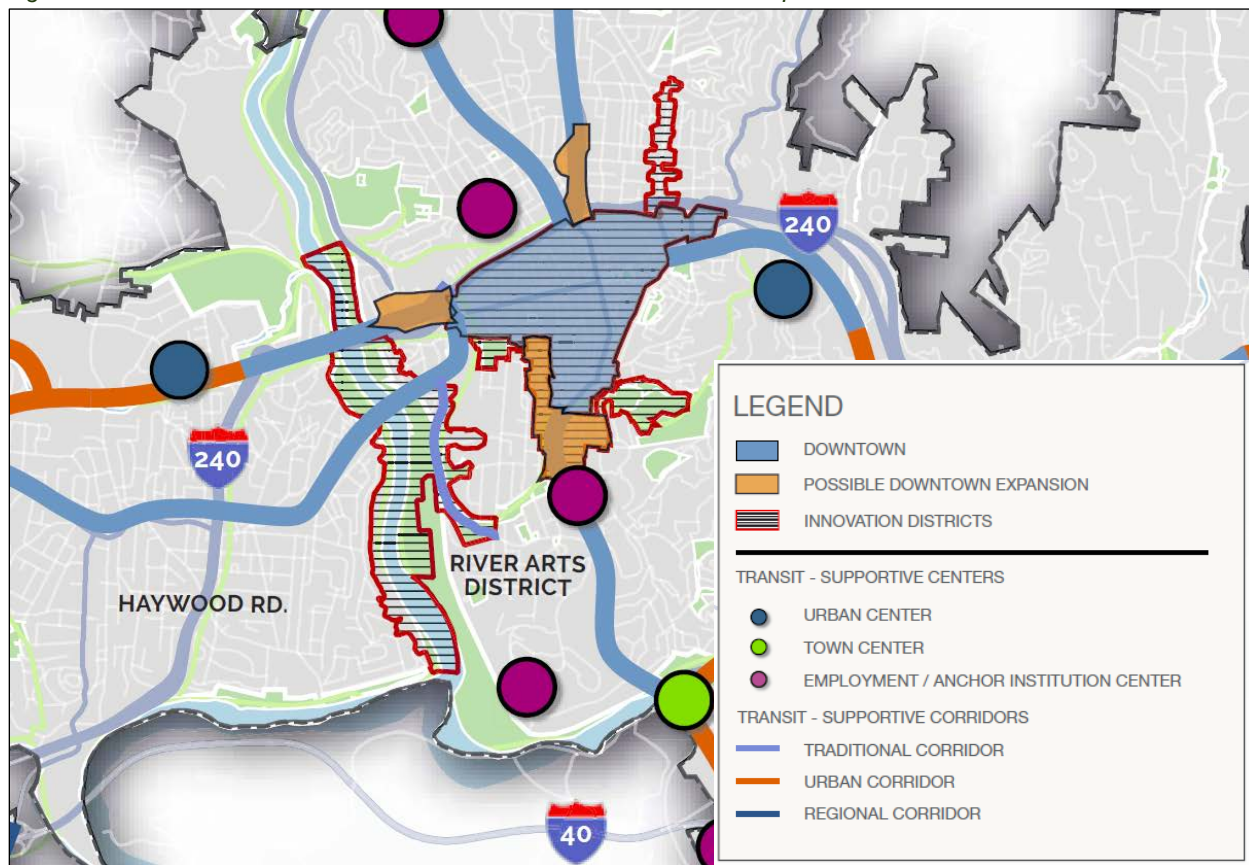 240
240
RIVER ARTS
DISTRICT
HAYWOOD RD.
40
LEGEND
DOWNTOWN
POSSIBLE DOWNTOWN EXPANSION
INNOVATION DISTRICTS
TRANSIT - SUPPORTIVE CENTERS
URBAN CENTER
TOWN CENTER
EMPLOYMENT / ANCHOR INSTITUTION CENTER
TRANSIT - SUPPORTIVE CORRIDORS
TRADITIONAL CORRIDOR
URBAN CORRIDOR
REGIONAL CORRIDOR